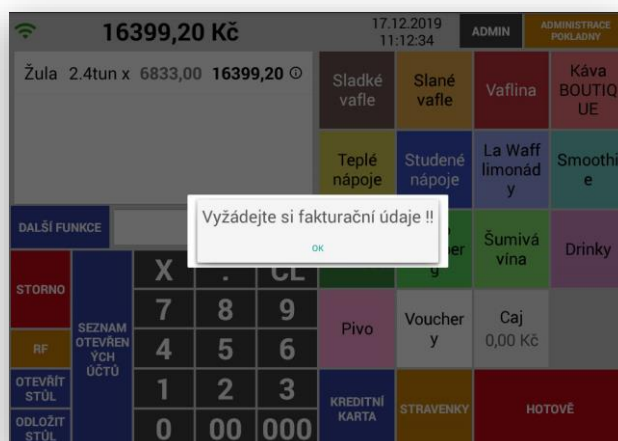 16399,20 Kč
17.12.2019
11:12:34
ADMIN
ADMINISTRACE
POKLADNY
Žula 2.4tun x 6833,00 16399,20
Sladké
vafle
Slané
vafle
Vaflina
Káva
BOUTIQ
UE
Teplé
nápoje
Studené
nápoje
La Waff
limonád
y
Smoothi
e
Vyžádejte si fakturační údaje !!
OK
DALŠÍ FUNKCE
Šumivá
vína
Drinky
X . CL
STORNO
7 8 9
SEZNAM
OTEVŘEN
ÝCH
ÚČTŮ
Pivo
Voucher
y
Caj
0,00 Kč
RF
4 5 6
OTEVŘÍT
STŮL
1 2 3
KREDITNÍ
KARTA
STRAVENKY
HOTOVĚ
ODLOŽIT
STŮL
0 00 000